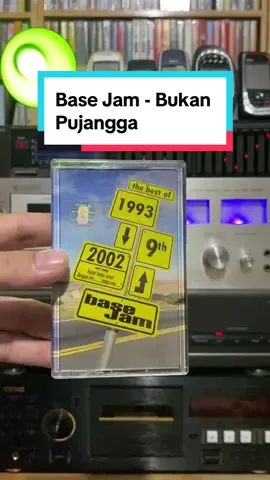 Base Jam - Bukan
Pujangga
the best of
1993
9th
2002
base
jam